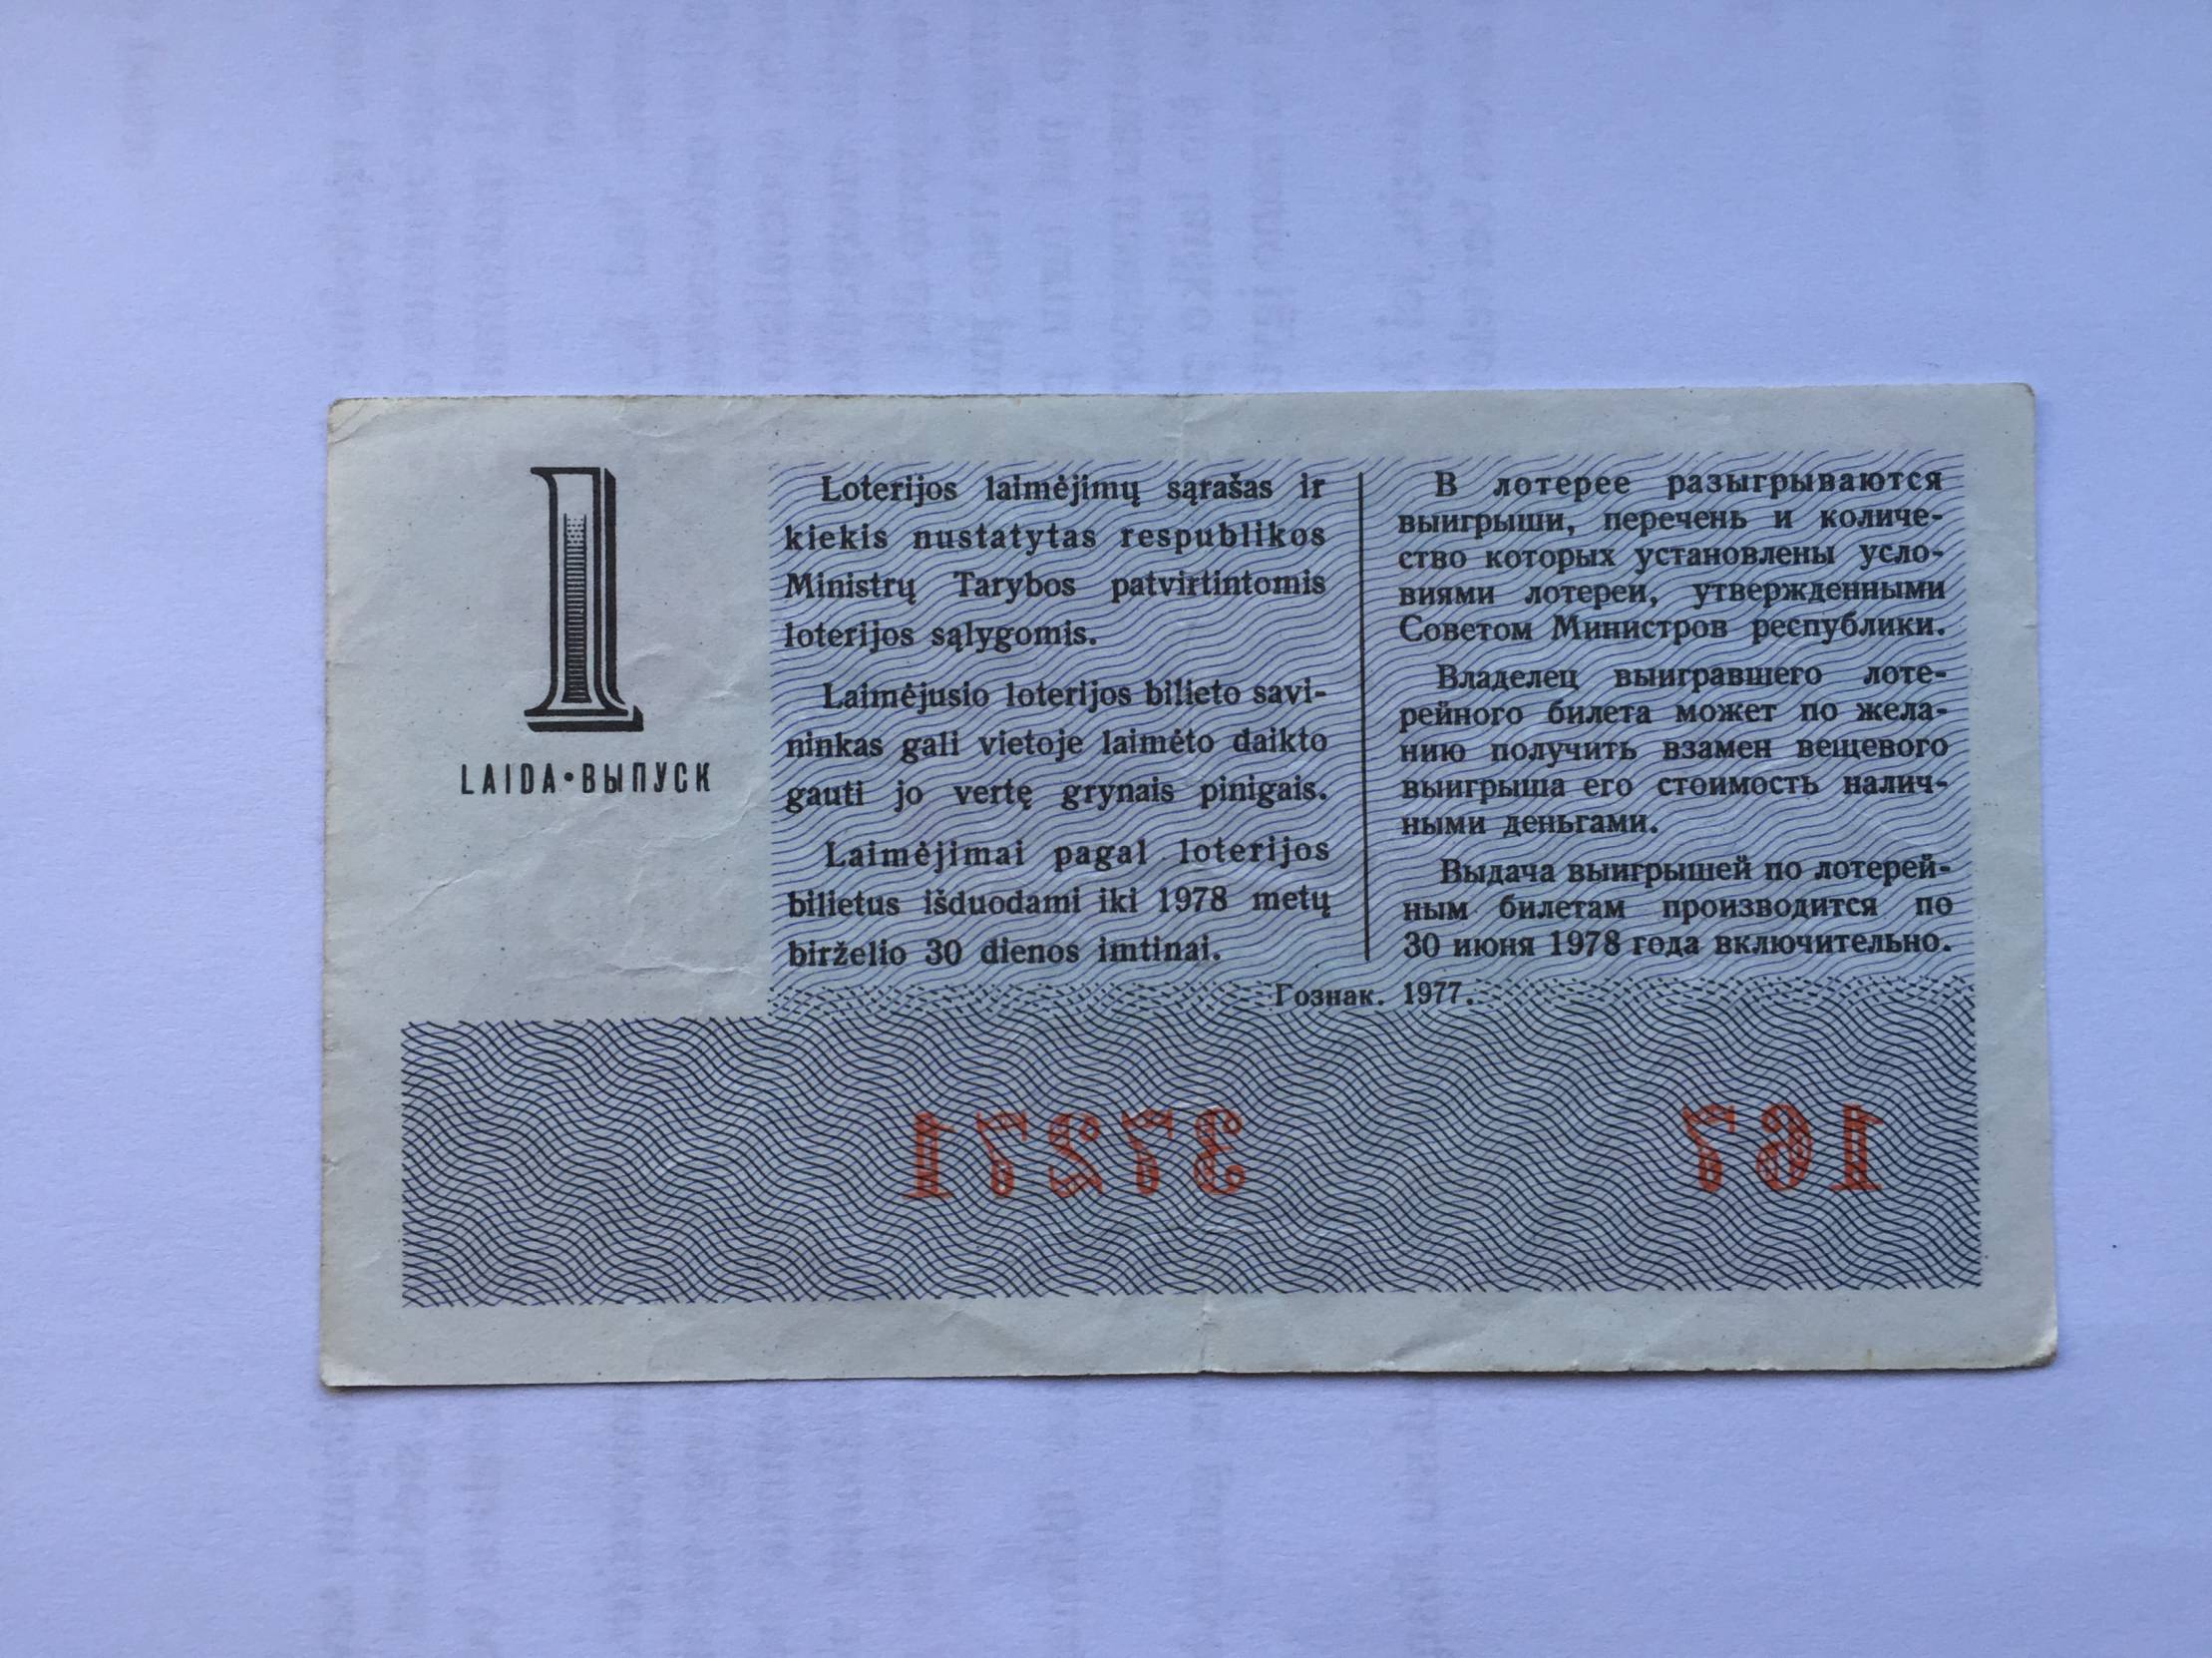 1
LAIDA•ВЫПУСК
Loterijos laimėjimų sąrašas ir
kiekis nustatytas respublikos
Ministrų Tarybos patvirtintomis
loterijos sąlygomis.
Laimėjusio loterijos bilieto savi-
ninkas gali vietoje laimėto daikto
gauti jo vertę grynais pinigais.
Laimėjimai pagal loterijos
bilietus išduodami iki 1978 metų
birželio 30 dienos imtinai.
В лотерее разыгрываются
выигрыши, перечень и количе-
ство которых установлены усло-
виями лотереи, утвержденными
Советом Министров республики.
Владелец выигравшего лоте-
рейного билета может по жела-
нию получить взамен вещевого
выигрыша его стоимость налич-
ными деньгами.
Выдача выигрышей по лотерей-
ным билетам производится по
30 июня 1978 года включительно.
Гознак. 1977.
37271
167